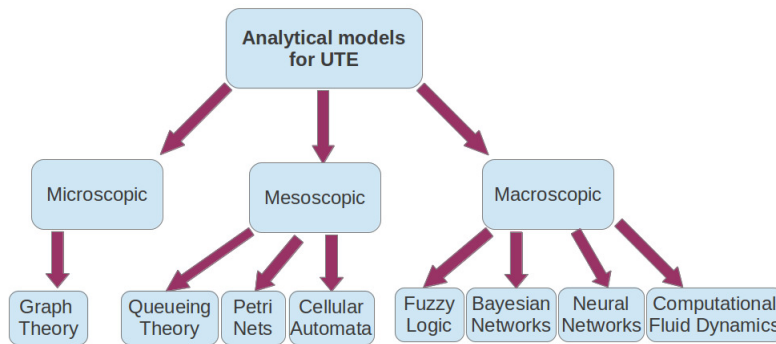 Analytical models
for UTE
Microscopic
Mesoscopic
Macroscopic
Graph
Theory
Queueing
Theory
Petri
Nets
Cellular
Automata
Fuzzy
Logic
Bayesian
Networks
Neural
Networks
Computational
Fluid Dynamics